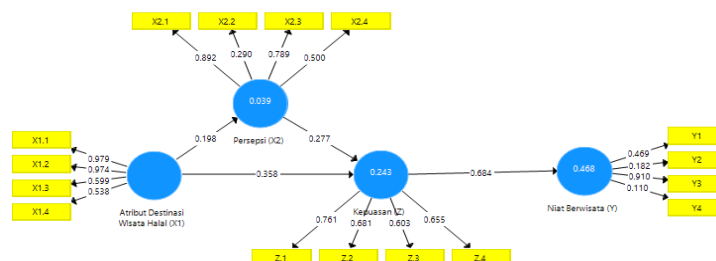 X2.1
X2.2
X2.3
X2.4
0.892
0.290
0.789
0.500
0.039
Persepsi (X2)
0.198
0.277
X1.1
X1.2
X1.3
X1.4
0.979
0.974
0.599
0.538
Atribut Destinasi
Wisata Halal (X1)
0.358
0.243
Kepuasan (Z)
0.684
0.468
Niat Berwisata (Y)
0.469
0.182
0.910
0.110
Y1
Y2
Y3
Y4
0.761
0.681
0.603
0.655
Z.1
Z.2
Z.3
Z.4